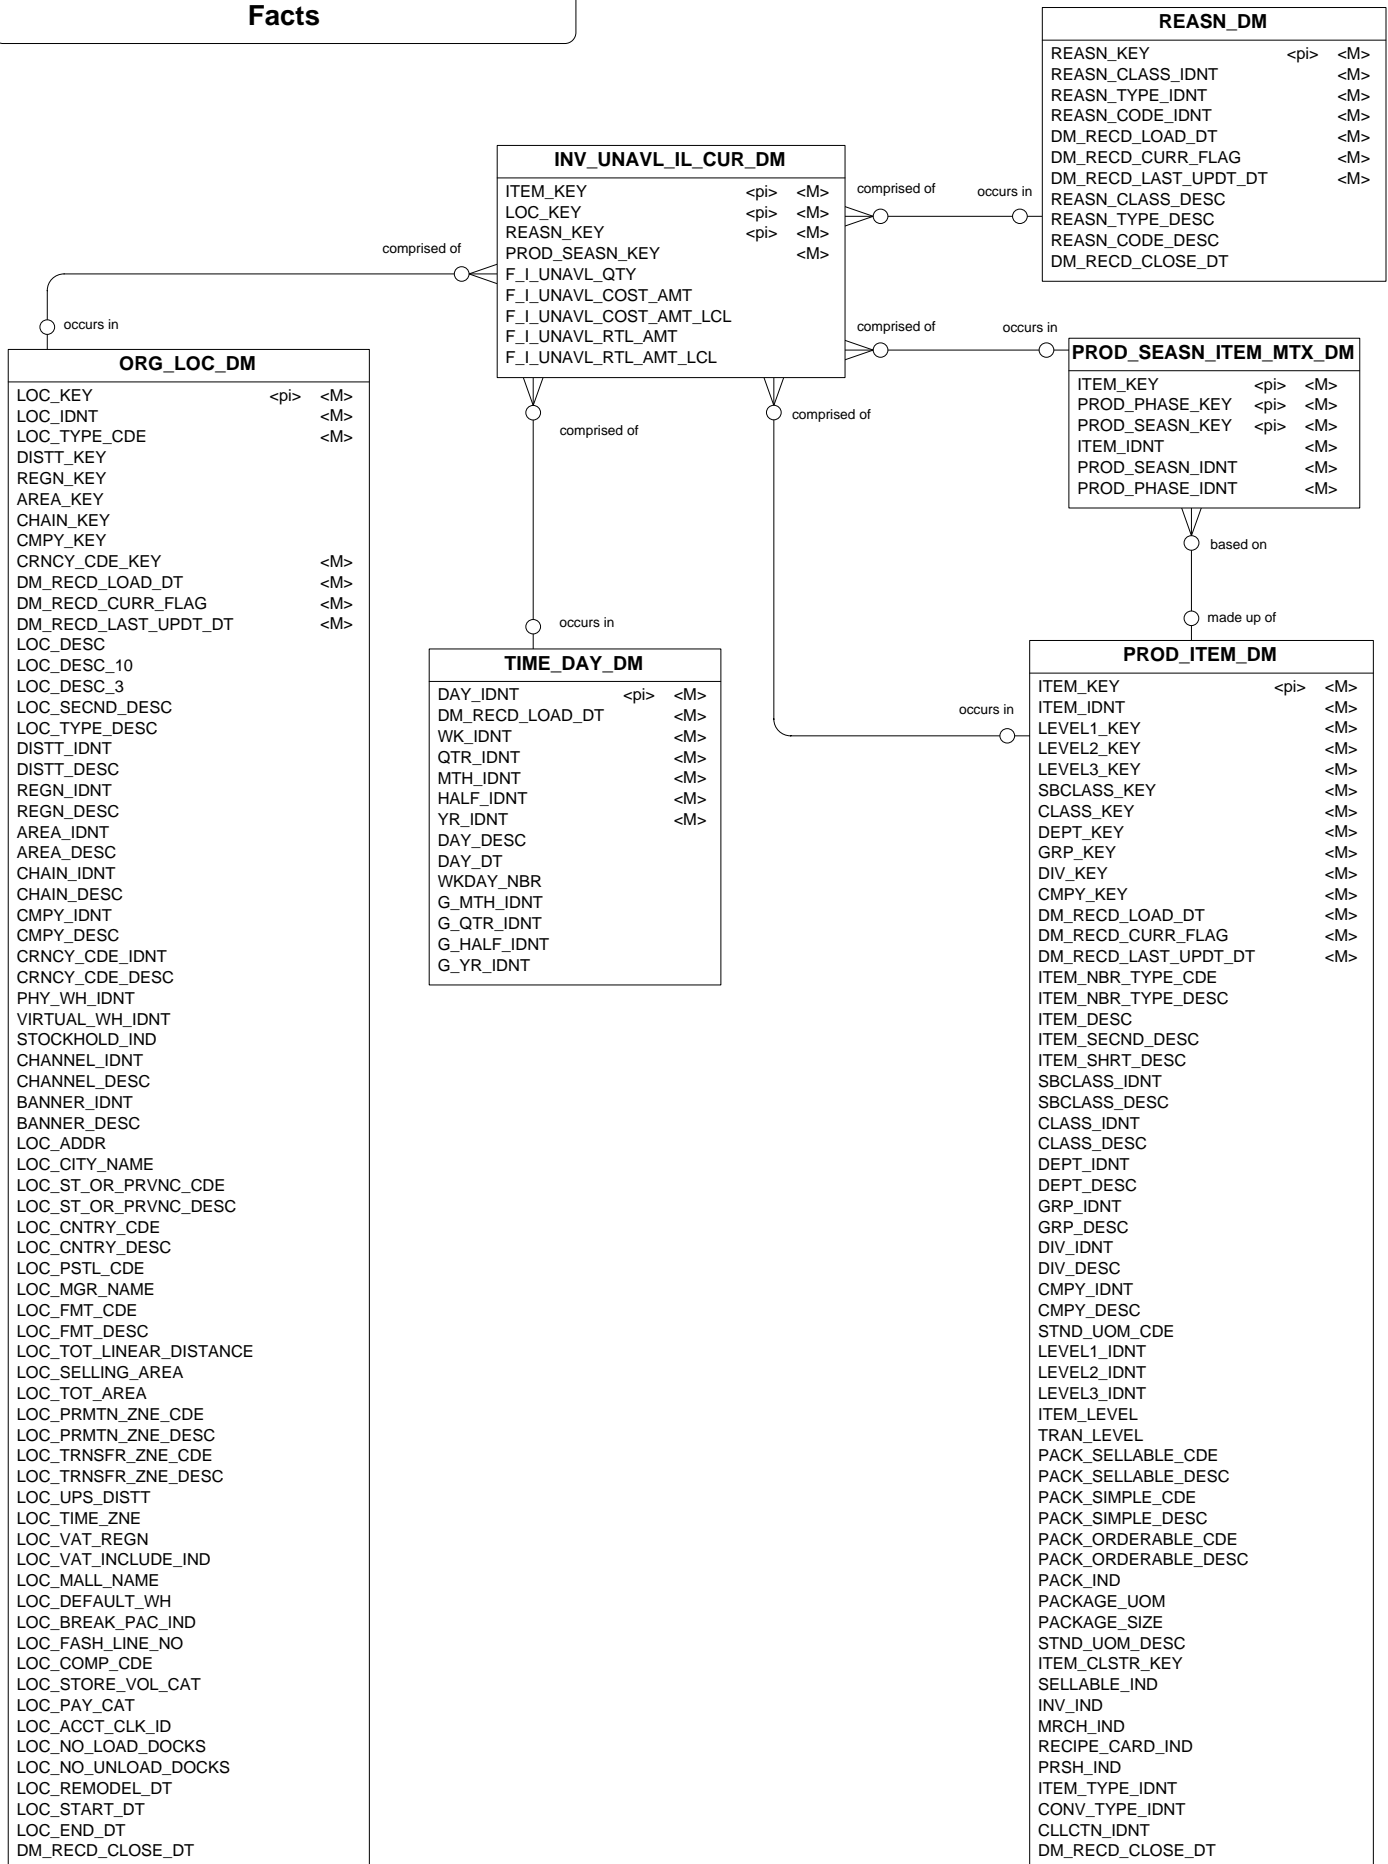 Facts
REASN_DM
REASN_KEY <pi> <M>
REASN_CLASS_IDNT <M>
REASN_TYPE_IDNT <M>
REASN_CODE_IDNT <M>
DM_RECD_LOAD_DT <M>
DM_RECD_CURR_FLAG <M>
DM_RECD_LAST_UPDT_DT <M>
REASN_CLASS_DESC
REASN_TYPE_DESC
REASN_CODE_DESC
DM_RECD_CLOSE_DT
INV_UNAVL_IL_CUR_DM
ITEM_KEY <pi> <M>
LOC_KEY <pi> <M>
REASN_KEY <pi> <M>
PROD_SEASN_KEY <M>
F_I_UNAVL_QTY
F_I_UNAVL_COST_AMT
F_I_UNAVL_COST_AMT_LCL
F_I_UNAVL_RTL_AMT
F_I_UNAVL_RTL_AMT_LCL
comprised of
occurs in
comprised of
occurs in
comprised of
occurs in
comprised of
occurs in
comprised of
occurs in
PROD_SEASN_ITEM_MTX_DM
ITEM_KEY <pi> <M>
PROD_PHASE_KEY <pi> <M>
PROD_SEASN_KEY <pi> <M>
ITEM_IDNT <M>
PROD_SEASN_IDNT <M>
PROD_PHASE_IDNT <M>
based on
made up of
ORG_LOC_DM
LOC_KEY <pi> <M>
LOC_IDNT <M>
LOC_TYPE_CDE <M>
DISTT_KEY
REGN_KEY
AREA_KEY
CHAIN_KEY
CMPY_KEY
CRNCY_CDE_KEY <M>
DM_RECD_LOAD_DT <M>
DM_RECD_CURR_FLAG <M>
DM_RECD_LAST_UPDT_DT <M>
LOC_DESC
LOC_DESC_10
LOC_DESC_3
LOC_SECND_DESC
LOC_TYPE_DESC
DISTT_IDNT
DISTT_DESC
REGN_IDNT
REGN_DESC
AREA_IDNT
AREA_DESC
CHAIN_IDNT
CHAIN_DESC
CMPY_IDNT
CMPY_DESC
CRNCY_CDE_IDNT
CRNCY_CDE_DESC
PHY_WH_IDNT
VIRTUAL_WH_IDNT
STOCKHOLD_IND
CHANNEL_IDNT
CHANNEL_DESC
BANNER_IDNT
BANNER_DESC
LOC_ADDR
LOC_CITY_NAME
LOC_ST_OR_PRVNC_CDE
LOC_ST_OR_PRVNC_DESC
LOC_CNTRY_CDE
LOC_CNTRY_DESC
LOC_PSTL_CDE
LOC_MGR_NAME
LOC_FMT_CDE
LOC_FMT_DESC
LOC_TOT_LINEAR_DISTANCE
LOC_SELLING_AREA
LOC_TOT_AREA
LOC_PRMTN_ZNE_CDE
LOC_PRMTN_ZNE_DESC
LOC_TRNSFR_ZNE_CDE
LOC_TRNSFR_ZNE_DESC
LOC_UPS_DISTT
LOC_TIME_ZNE
LOC_VAT_REGN
LOC_VAT_INCLUDE_IND
LOC_MALL_NAME
LOC_DEFAULT_WH
LOC_BREAK_PAC_IND
LOC_FASH_LINE_NO
LOC_COMP_CDE
LOC_STORE_VOL_CAT
LOC_PAY_CAT
LOC_ACCT_CLK_ID
LOC_NO_LOAD_DOCKS
LOC_NO_UNLOAD_DOCKS
LOC_REMODEL_DT
LOC_START_DT
LOC_END_DT
DM_RECD_CLOSE_DT
TIME_DAY_DM
DAY_IDNT <pi> <M>
DM_RECD_LOAD_DT <M>
WK_IDNT <M>
QTR_IDNT <M>
MTH_IDNT <M>
HALF_IDNT <M>
YR_IDNT <M>
DAY_DESC
DAY_DT
WKDAY_NBR
G_MTH_IDNT
G_QTR_IDNT
G_HALF_IDNT
G_YR_IDNT
PROD_ITEM_DM
ITEM_KEY <pi> <M>
ITEM_IDNT <M>
LEVEL1_KEY <M>
LEVEL2_KEY <M>
LEVEL3_KEY <M>
SBCLASS_KEY <M>
CLASS_KEY <M>
DEPT_KEY <M>
GRP_KEY <M>
DIV_KEY <M>
CMPY_KEY <M>
DM_RECD_LOAD_DT <M>
DM_RECD_CURR_FLAG <M>
DM_RECD_LAST_UPDT_DT <M>
ITEM_NBR_TYPE_CDE
ITEM_NBR_TYPE_DESC
ITEM_DESC
ITEM_SECND_DESC
ITEM_SHRT_DESC
SBCLASS_IDNT
SBCLASS_DESC
CLASS_IDNT
CLASS_DESC
DEPT_IDNT
DEPT_DESC
GRP_IDNT
GRP_DESC
DIV_IDNT
DIV_DESC
CMPY_IDNT
CMPY_DESC
STND_UOM_CDE
LEVEL1_IDNT
LEVEL2_IDNT
LEVEL3_IDNT
ITEM_LEVEL
TRAN_LEVEL
PACK_SELLABLE_CDE
PACK_SELLABLE_DESC
PACK_SIMPLE_CDE
PACK_SIMPLE_DESC
PACK_ORDERABLE_CDE
PACK_ORDERABLE_DESC
PACK_IND
PACKAGE_UOM
PACKAGE_SIZE
STND_UOM_DESC
ITEM_CLSTR_KEY
SELLABLE_IND
INV_IND
MRCH_IND
RECIPE_CARD_IND
PRSH_IND
ITEM_TYPE_IDNT
CONV_TYPE_IDNT
CLLCTN_IDNT
DM_RECD_CLOSE_DT